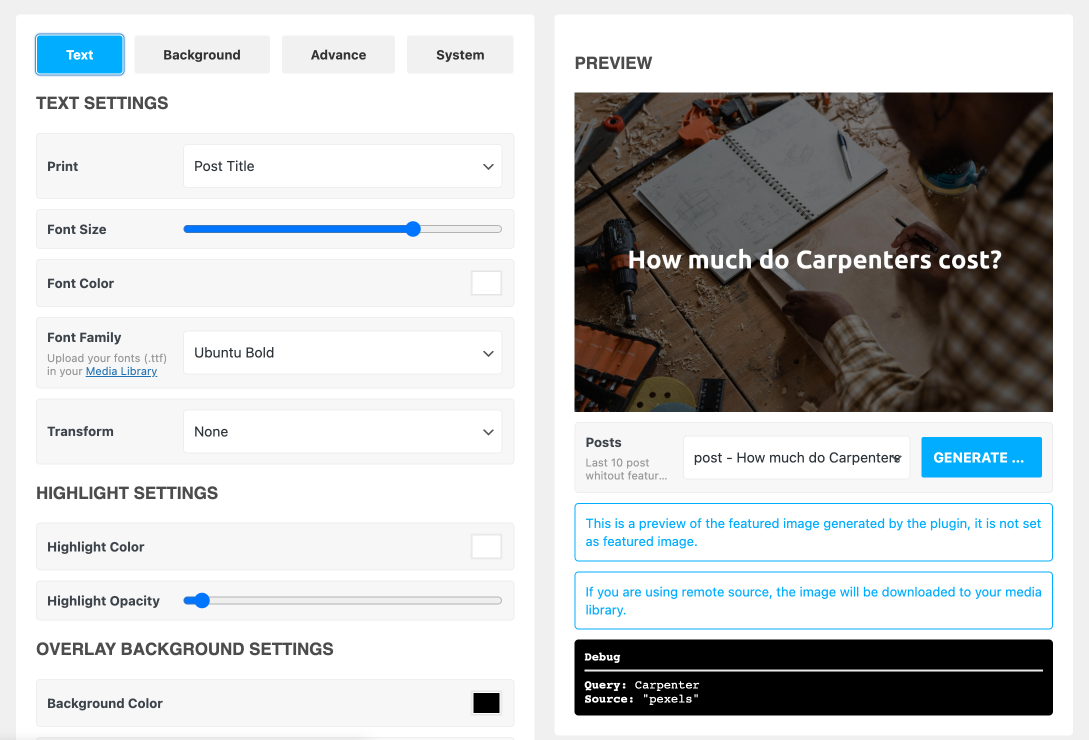 Text Background Advance System
TEXT SETTINGS
Print Post Title
Font Size
Font Color
Font Family
Upload your fonts (.ttf)
in your Media Library
Ubuntu Bold
Transform None
HIGHLIGHT SETTINGS
Highlight Color
Highlight Opacity
OVERLAY BACKGROUND SETTINGS
Background Color
PREVIEW
How much do Carpenters cost?
Posts
Last 10 post
whitout featur...
post - How much do Carpenters
GENERATE ...
This is a preview of the featured image generated by the plugin, it is not set
as featured image.
If you are using remote source, the image will be downloaded to your media
library.
Debug
Query: Carpenter
Source: "pexels"